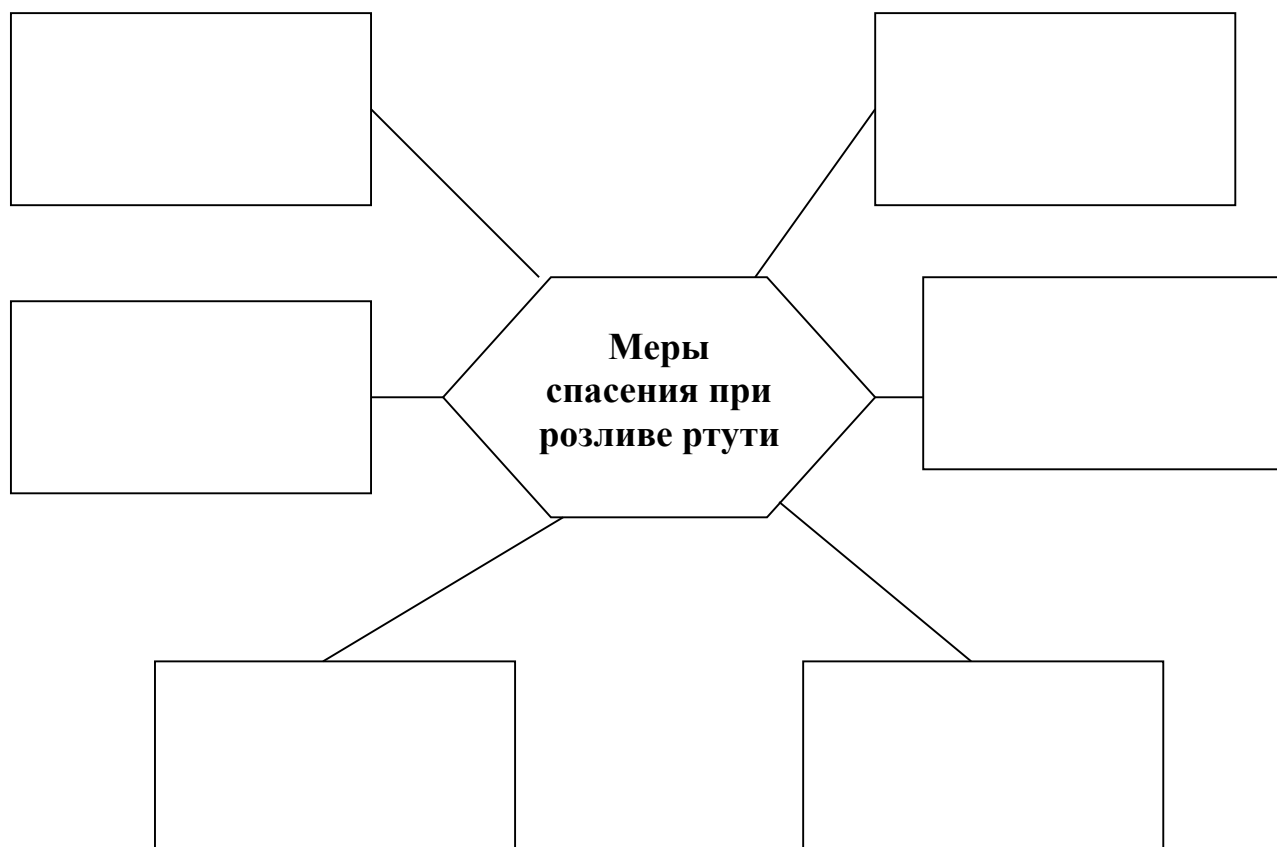 Меры
спасения при
розливе ртути